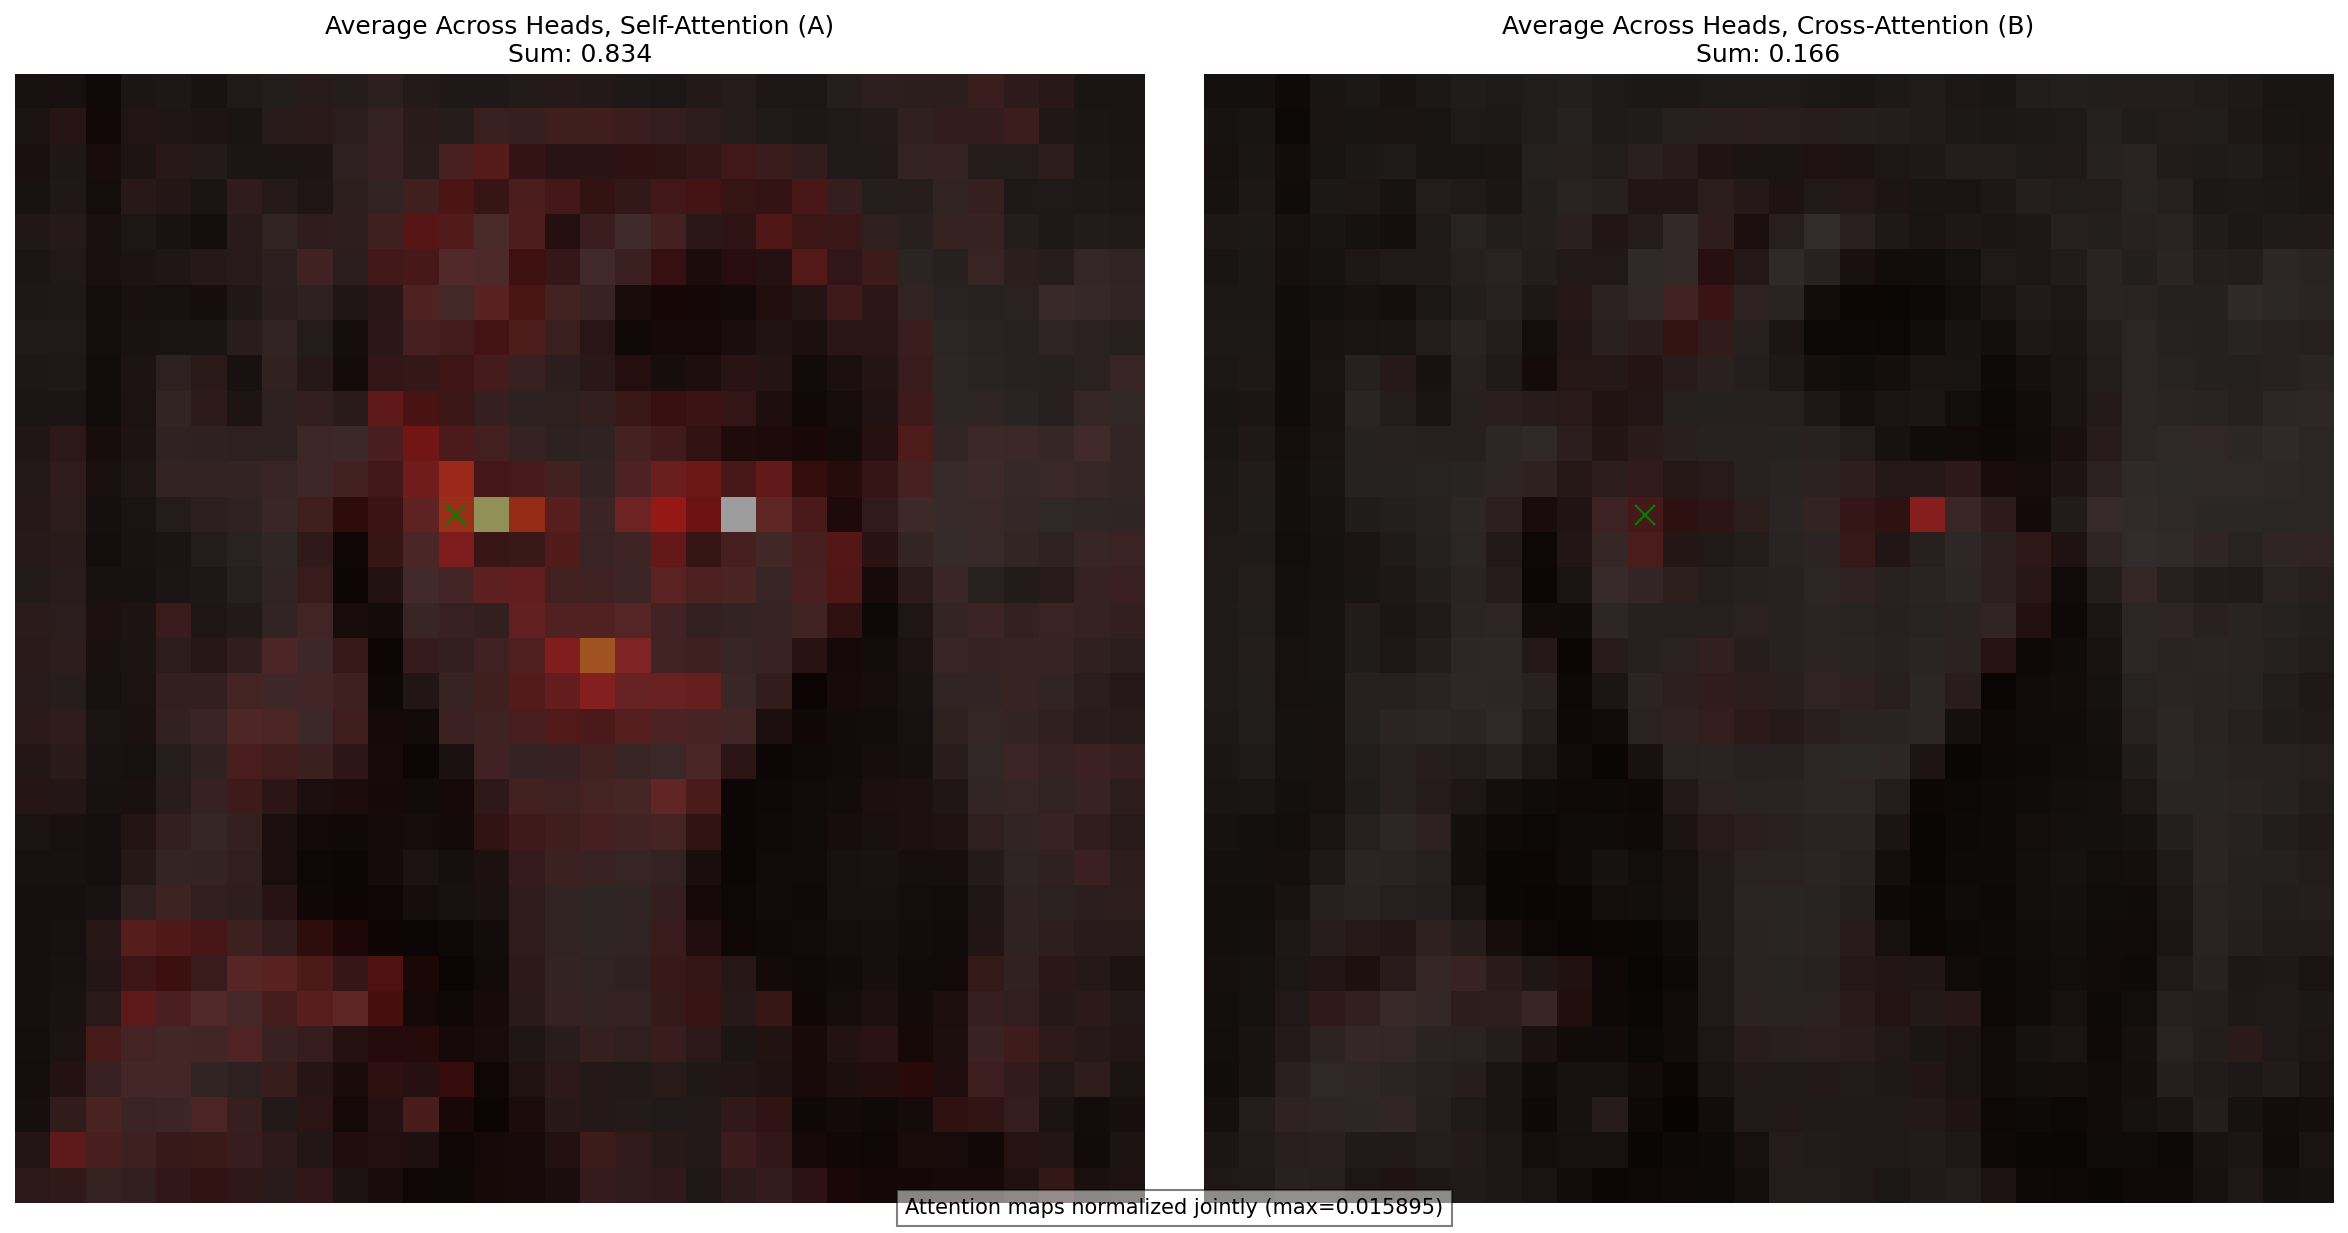 Average Across Heads, Self-Attention (A)
Sum: 0.834
Average Across Heads, Cross-Attention (B)
Sum: 0.166
Attention maps normalized jointly (max=0.015895)